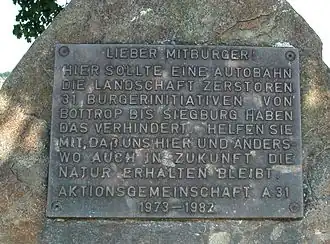 LIEBER MITBÜRGER!
HIER SOLLTE EINE AUTOBAHN
DIE LANDSCHAFT ZERSTÖREN
31 BÜRGERINITIATIVEN VON
BOTTROP BIS SIEGBURG HABEN
DAS VERHINDERT. HELFEN SIE
MIT, DAß UNS HIER UND ANDERS-
WO AUCH IN ZUKUNFT DIE
NATUR ERHALTEN BLEIBT.
AKTIONSGEMEINSCHAFT A 31
1973-1982